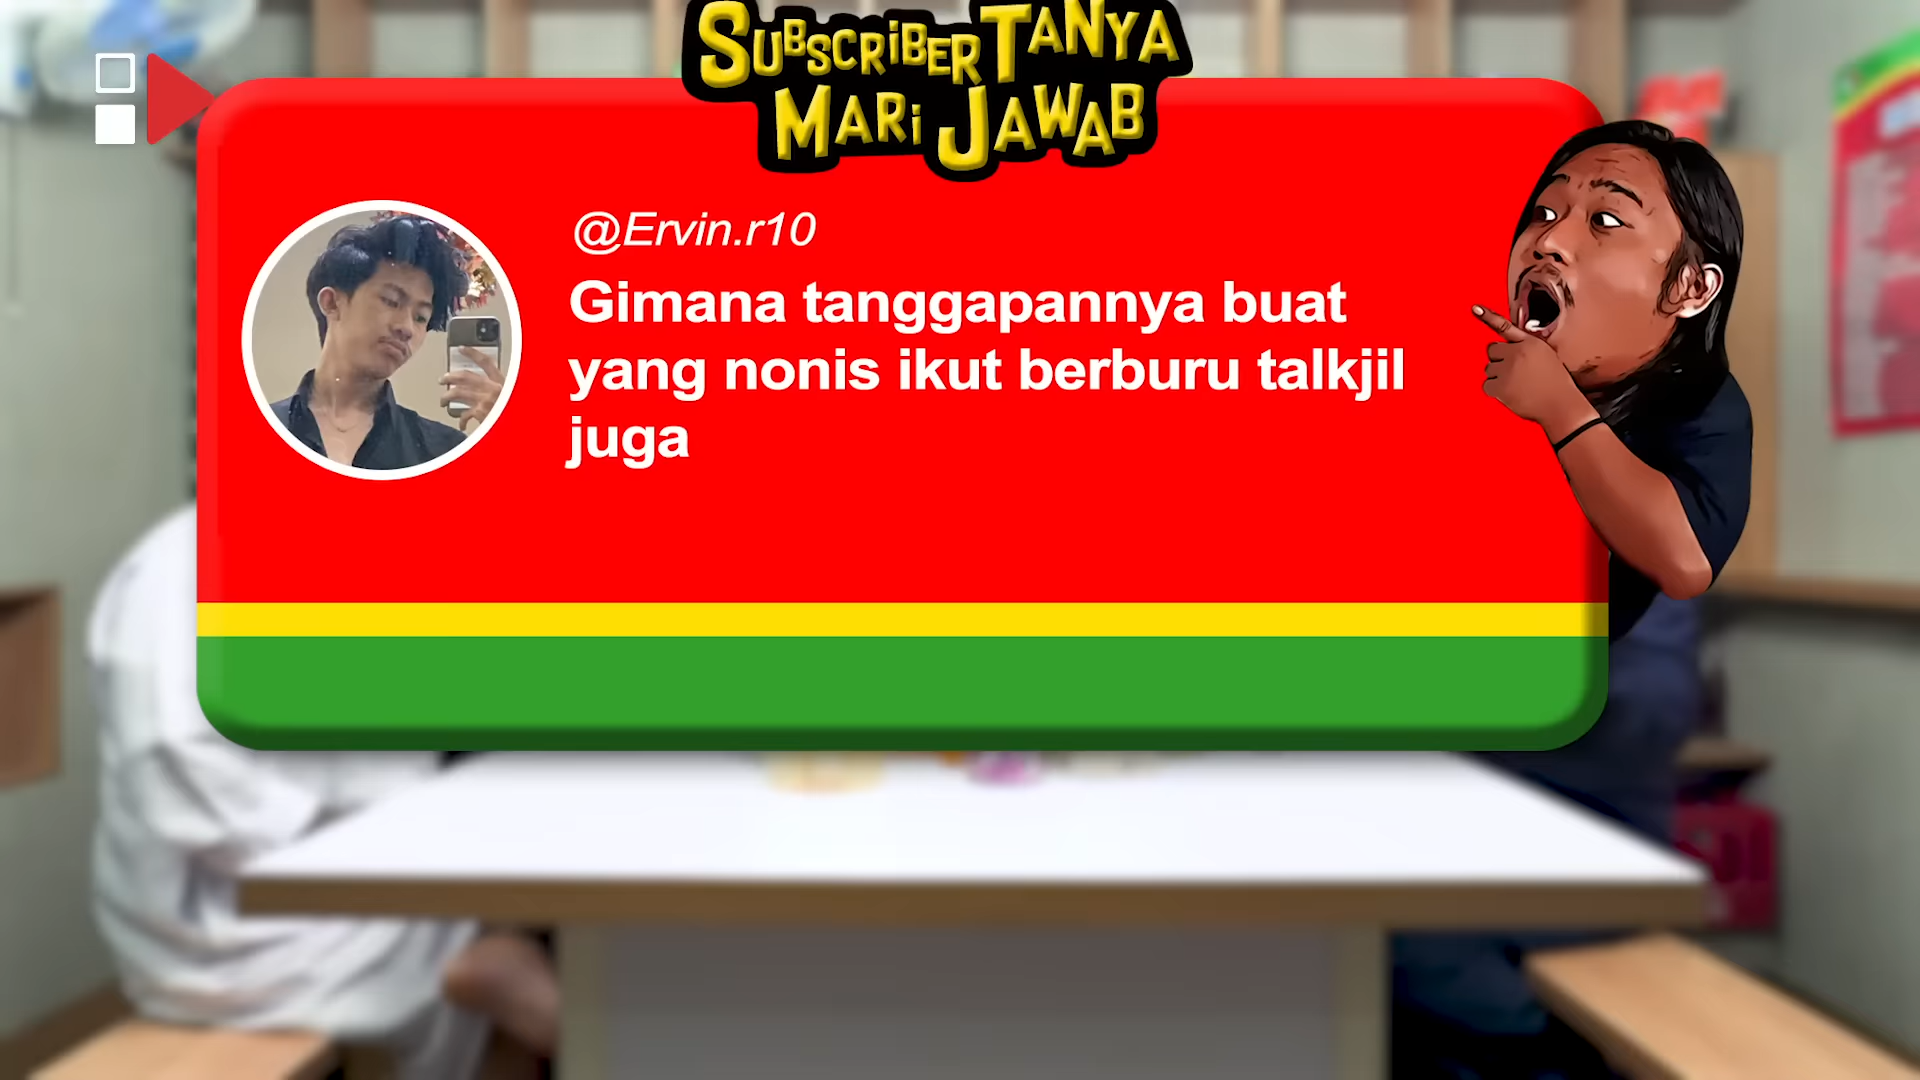 SUBSCRIBER TANYA
MARI JAWAB
@Ervin.r10
Gimana tanggapannya buat
yang nonis ikut berburu talkjil
juga